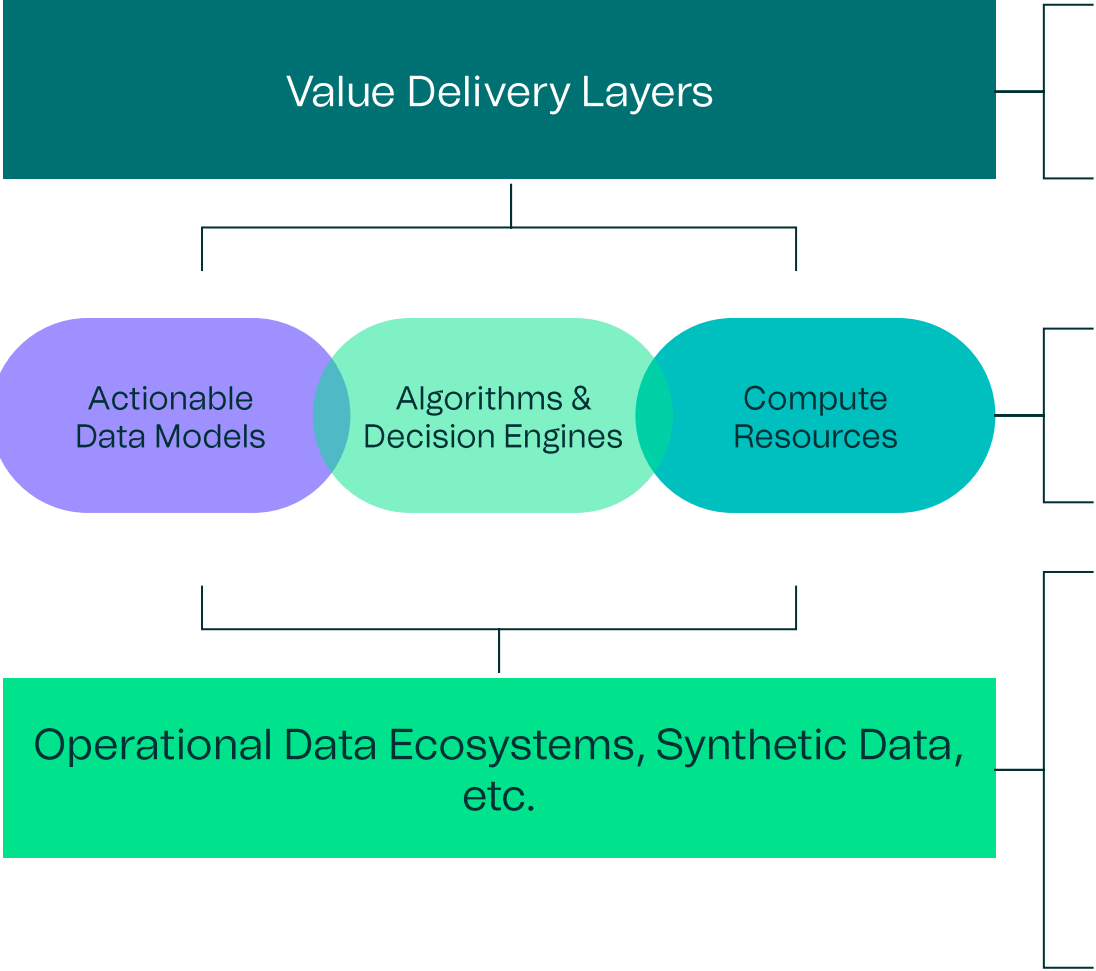 Value Delivery Layers
Actionable
Data Models
Algorithms &
Decision Engines
Compute
Resources
Operational Data Ecosystems, Synthetic Data,
etc.